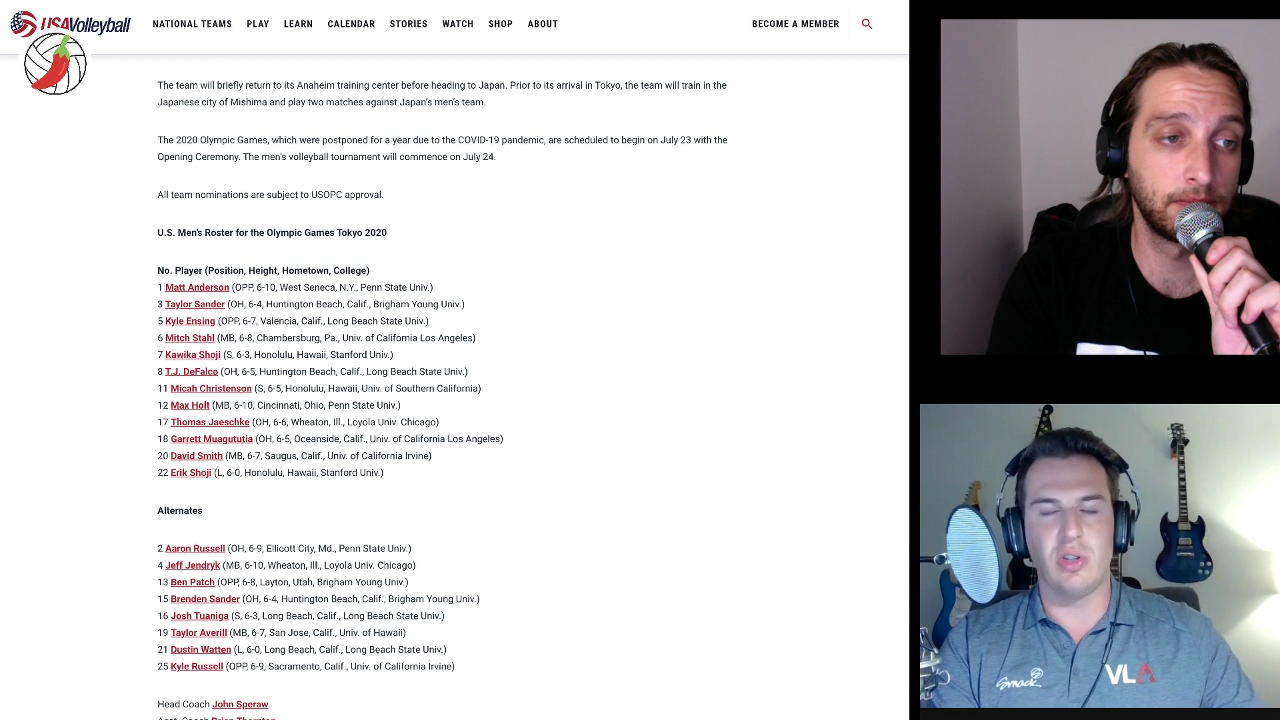 USAVolleyball
NATIONAL TEAMS PLAY LEARN CALENDAR STORIES WATCH SHOP ABOUT BECOME A MEMBER
The team will briefly return to its Anaheim training center before heading to Japan. Prior to its arrival in Tokyo, the team will train in the
Japanese city of Mishima and play two matches against Japan's men's team.
The 2020 Olympic Games, which were postponed for a year due to the COVID-19 pandemic, are scheduled to begin on July 23 with the
Opening Ceremony. The men's volleyball tournament will commence on July 24.
All team nominations are subject to USOPC approval.
U.S. Men's Roster for the Olympic Games Tokyo 2020
No. Player (Position, Height, Hometown, College)
1 Matt Anderson (OPP, 6-10, West Seneca, N.Y., Penn State Univ.)
3 Taylor Sander (OH, 6-4, Huntington Beach, Calif., Brigham Young Univ.)
5 Kyle Ensing (OPP, 6-7, Valencia, Calif., Long Beach State Univ.)
6 Mitch Stahl (MB, 6-8, Chambersburg, Pa., Univ. of California Los Angeles)
7 Kawika Shoji (S, 6-3, Honolulu, Hawaii, Stanford Univ.)
8 T.J. DeFalco (OH, 6-5, Huntington Beach, Calif., Long Beach State Univ.)
11 Micah Christenson (S, 6-5, Honolulu, Hawaii, Univ. of Southern California)
12 Max Holt (MB, 6-10, Cincinnati, Ohio, Penn State Univ.)
17 Thomas Jaeschke (OH, 6-6, Wheaton, Ill., Loyola Univ. Chicago)
18 Garrett Muagututia (OH, 6-5, Oceanside, Calif., Univ. of California Los Angeles)
20 David Smith (MB, 6-7, Saugus, Calif., Univ. of California Irvine)
22 Erik Shoji (L, 6-0, Honolulu, Hawaii, Stanford Univ.)
Alternates
2 Aaron Russell (OH, 6-9, Ellicott City, Md., Penn State Univ.)
4 Jeff Jendryk (MB, 6-10, Wheaton, Ill., Loyola Univ. Chicago)
13 Ben Patch (OPP, 6-8, Layton, Utah, Brigham Young Univ.)
15 Brenden Sander (OH, 6-4, Huntington Beach, Calif., Brigham Young Univ.)
16 Josh Tuaniga (S, 6-3, Long Beach, Calif., Long Beach State Univ.)
19 Taylor Averill (MB, 6-7, San Jose, Calif., Univ. of Hawaii)
21 Dustin Watten (L, 6-0, Long Beach, Calif., Long Beach State Univ.)
25 Kyle Russell (OPP, 6-9, Sacramento, Calif., Univ. of California Irvine)
Head Coach John Speraw
Asst. Coach Brian Thornton
Smack VLA